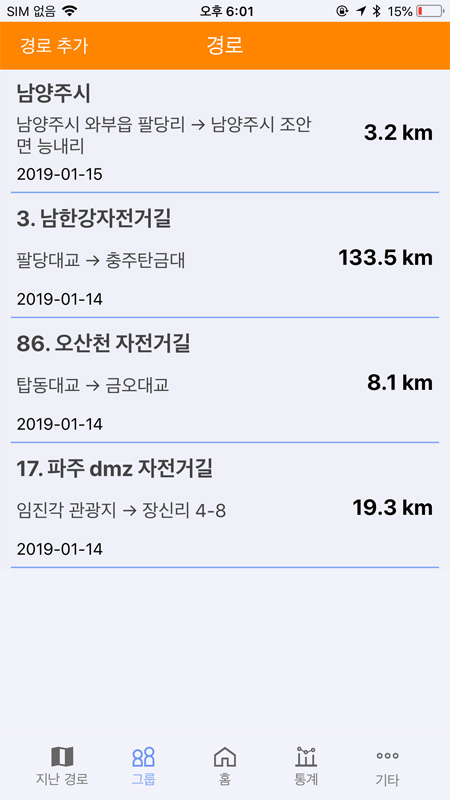 SIM 없음 오후 6:01 15%
경로 추가 경로
남양주시
남양주시 와부읍 팔당리 → 남양주시 조안
면 능내리
3.2 km
2019-01-15
3. 남한강자전거길
팔당대교 → 충주탄금대
133.5 km
2019-01-14
86. 오산천 자전거길
탑동대교 → 금오대교
8.1 km
2019-01-14
17. 파주 dmz 자전거길
임진각 관광지 → 장신리 4-8
19.3 km
2019-01-14
지난 경로 그룹 홈 통계 기타